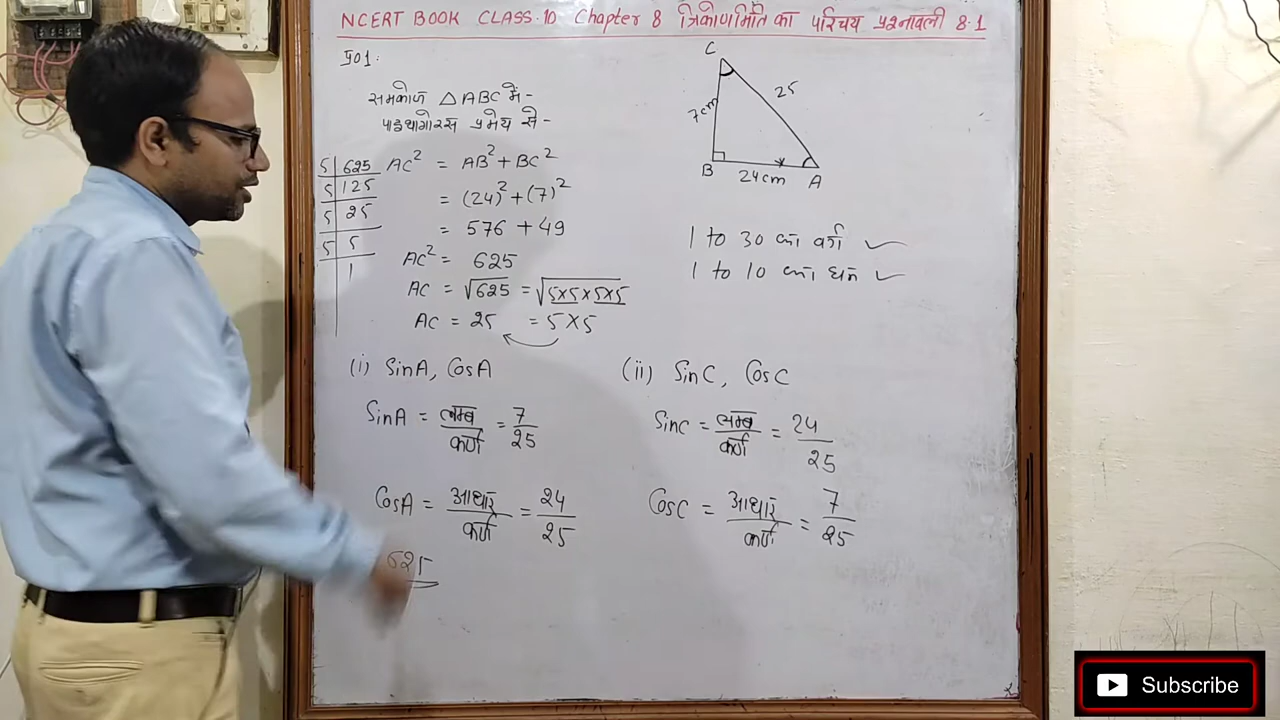 NCERT BOOK CLASS.10 Chapter 8 त्रिकोणमिति का परिचय प्रश्नावली 8.1
प्र01:
समकोण △ABC में-
पाइथागोरस प्रमेय से-
5 | 625
5 | 125
5 | 25
5 | 5
1
AC² = AB² + BC²
= (24)² + (7)²
= 576 + 49
AC² = 625
AC = √625 = √5×5×5×5
AC = 25 = 5×5
C
7cm
25
B
24cm
A
1 to 30 का वर्ग ✓
1 to 10 का घन ✓
(i) SinA, CosA
SinA = लम्ब/कर्ण = 7/25
CosA = आधार/कर्ण = 24/25
625
(ii) SinC, CosC
SinC = लम्ब/कर्ण = 24/25
CosC = आधार/कर्ण = 7/25
Subscribe